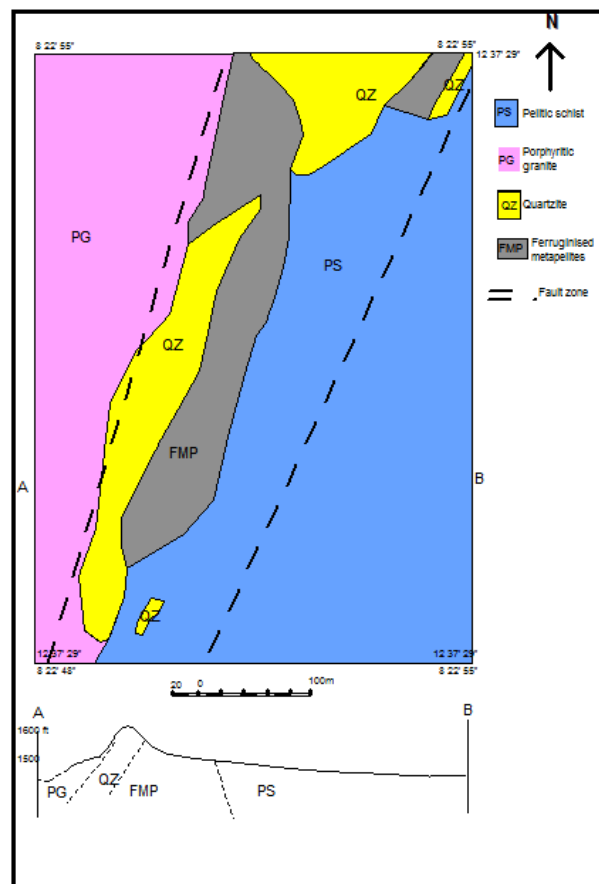 N
8 22' 55"
8 22' 55"
12 37' 29"
QZ
QZ
PS Pelitic schist
PG Porphyritic
granite
QZ Quartzite
FMP Ferruginised
metapelites
Fault zone
PG
PS
QZ
FMP
A
B
QZ
12 37' 29"
8 22' 48"
12 37' 29"
8 22' 55"
20 0 100m
A
B
1600 ft
1500
PG
QZ
FMP
PS